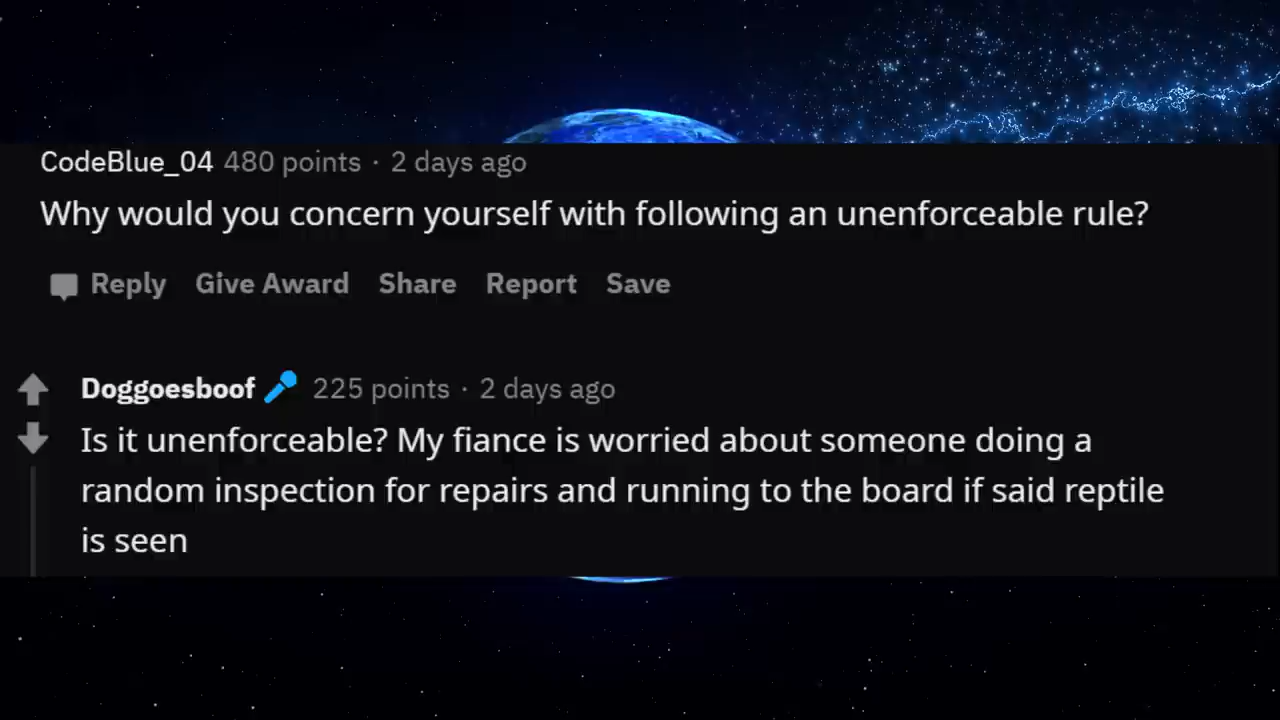 CodeBlue_04 480 points · 2 days ago
Why would you concern yourself with following an unenforceable rule?
Reply Give Award Share Report Save
Doggoesboof 225 points · 2 days ago
Is it unenforceable? My fiance is worried about someone doing a
random inspection for repairs and running to the board if said reptile
is seen